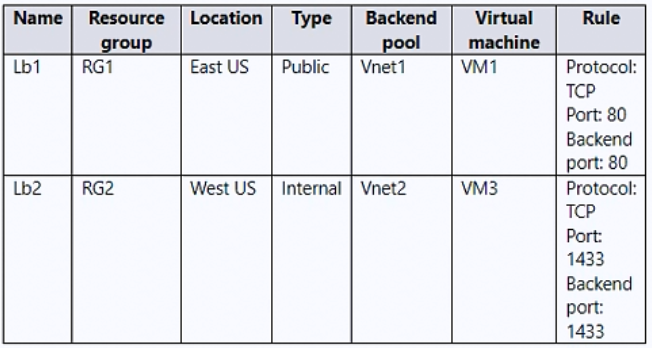 Name Resource group Location Type Backend pool Virtual machine Rule
Lb1 RG1 East US Public Vnet1 VM1 Protocol:
TCP
Port: 80
Backend
port: 80
Lb2 RG2 West US Internal Vnet2 VM3 Protocol:
TCP
Port:
1433
Backend
port:
1433